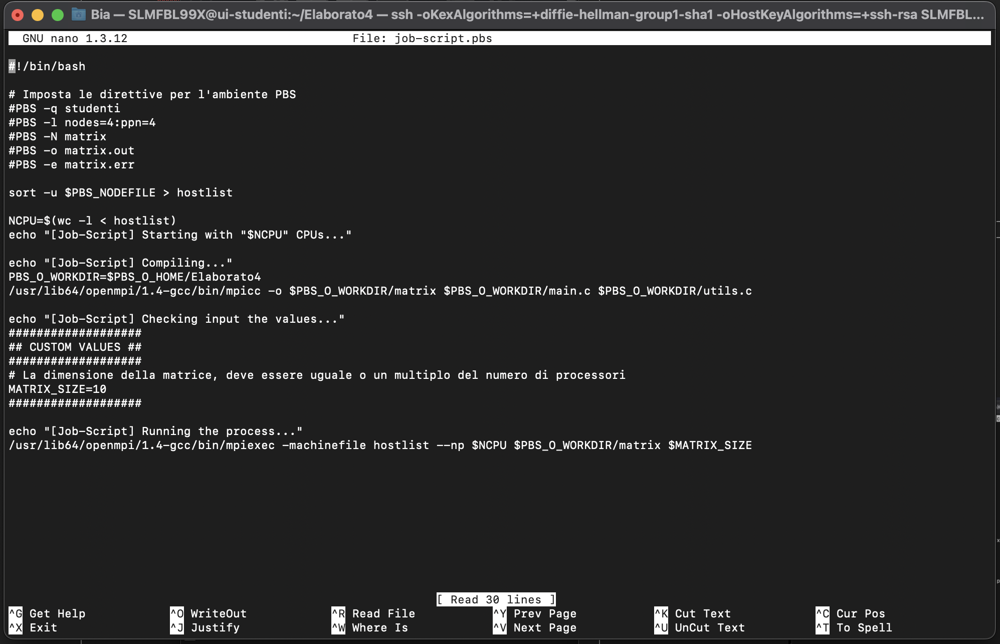 Bia — SLMFBL99X@ui-studenti:~/Elaborato4 — ssh -oKexAlgorithms=+diffie-hellman-group1-sha1 -oHostKeyAlgorithms=+ssh-rsa SLMFBL...
GNU nano 1.3.12 File: job-script.pbs
#!/bin/bash
# Imposta le direttive per l'ambiente PBS
#PBS -q studenti
#PBS -l nodes=4:ppn=4
#PBS -N matrix
#PBS -o matrix.out
#PBS -e matrix.err
sort -u $PBS_NODEFILE > hostlist
NCPU=$(wc -l < hostlist)
echo "[Job-Script] Starting with "$NCPU" CPUs..."
echo "[Job-Script] Compiling..."
PBS_O_WORKDIR=$PBS_O_HOME/Elaborato4
/usr/lib64/openmpi/1.4-gcc/bin/mpicc -o $PBS_O_WORKDIR/matrix $PBS_O_WORKDIR/main.c $PBS_O_WORKDIR/utils.c
echo "[Job-Script] Checking input the values..."
###################
## CUSTOM VALUES ##
###################
# La dimensione della matrice, deve essere uguale o un multiplo del numero di processori
MATRIX_SIZE=10
###################
echo "[Job-Script] Running the process..."
/usr/lib64/openmpi/1.4-gcc/bin/mpiexec -machinefile hostlist --np $NCPU $PBS_O_WORKDIR/matrix $MATRIX_SIZE
[ Read 30 lines ]
^G Get Help ^O WriteOut ^R Read File ^Y Prev Page ^K Cut Text ^C Cur Pos
^X Exit ^J Justify ^W Where Is ^V Next Page ^U UnCut Text ^T To Spell